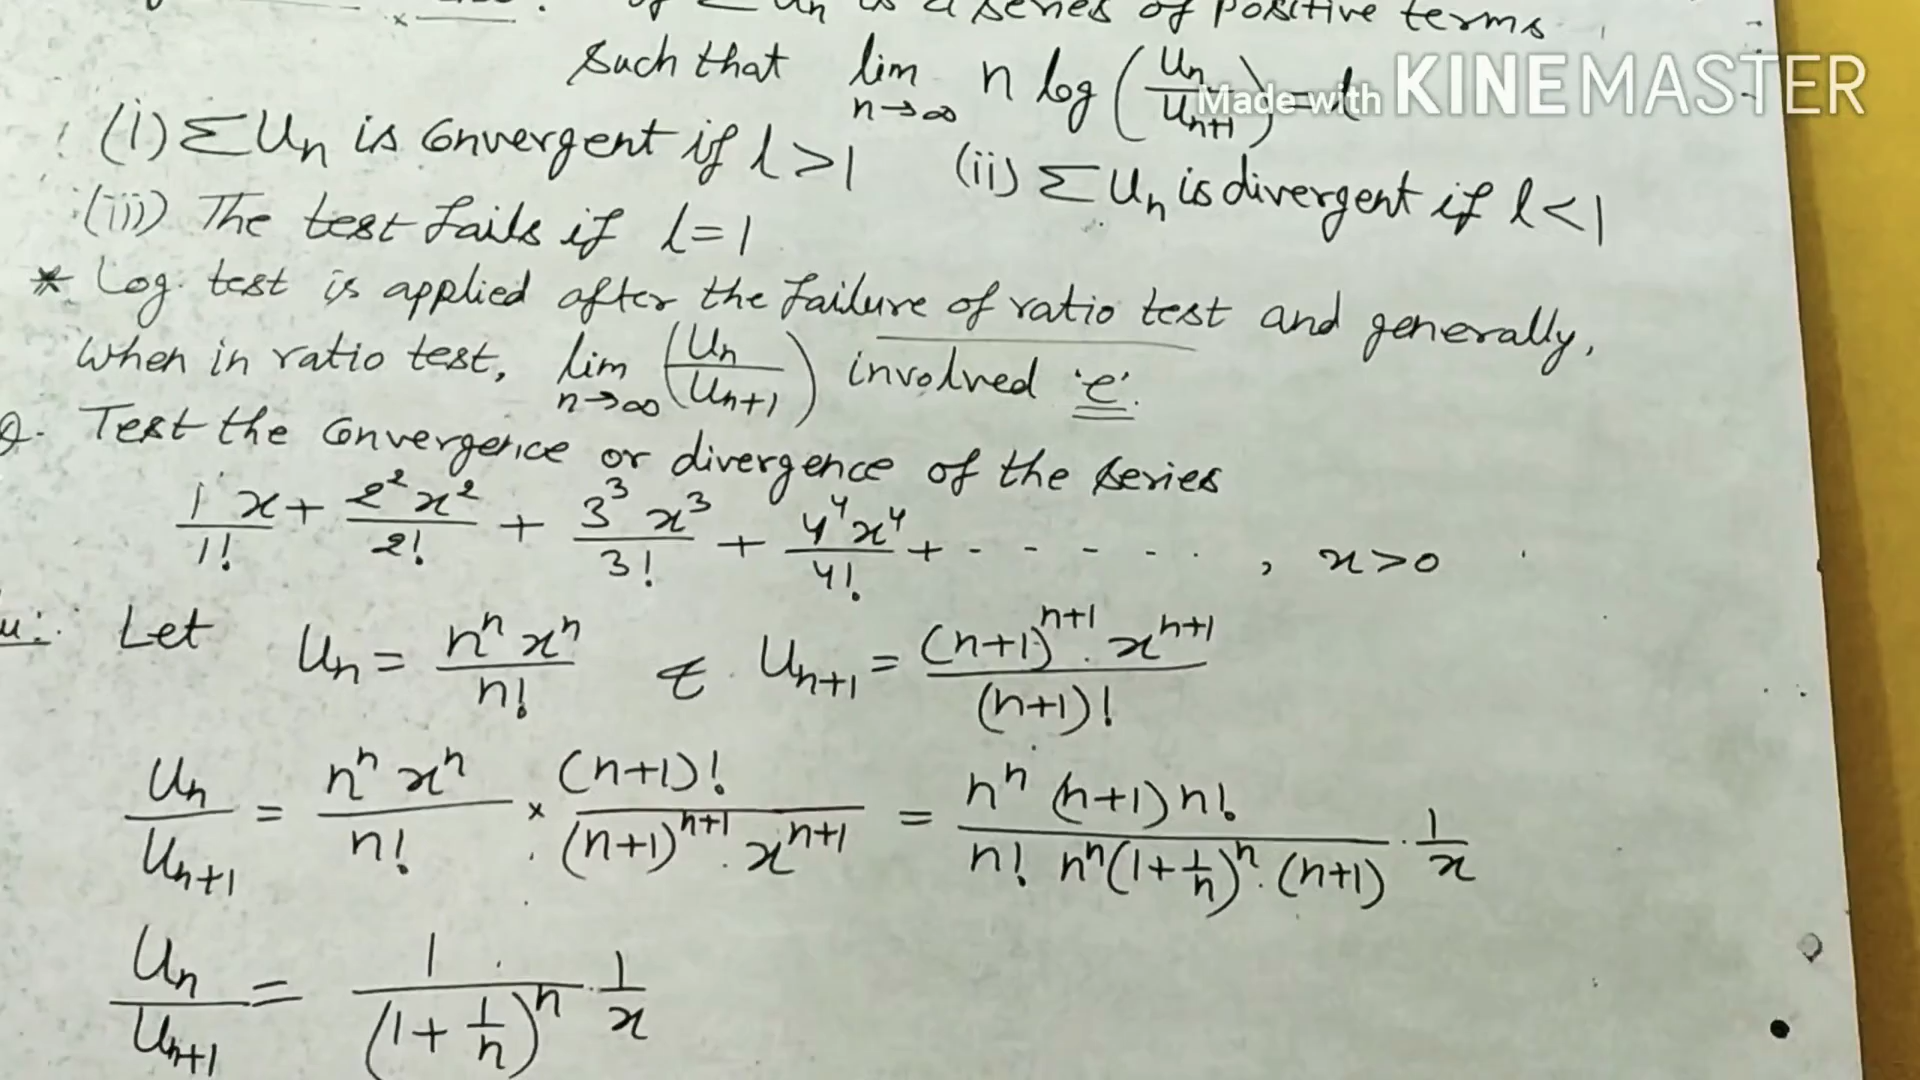 If ΣUn is a series of positive terms
such that lim n→∞ n log (Un/Un+1) = l
Made with KINEMASTER
(i) ΣUn is convergent if l > 1 (ii) ΣUn is divergent if l < 1
(iii) The test fails if l = 1
* Log. test is applied after the failure of ratio test and generally,
when in ratio test, lim n→∞ (Un/Un+1) involved 'e'.
Q. Test the convergence or divergence of the series
1x/1! + 2²x²/2! + 3³x³/3! + 4⁴x⁴/4! + - - - - - . , x > 0
Let Un = nⁿxⁿ/n! & Un+1 = (n+1)ⁿ⁺¹.xⁿ⁺¹/(n+1)!
Un/Un+1 = nⁿxⁿ/n! × (n+1)!/(n+1)ⁿ⁺¹.xⁿ⁺¹ = nⁿ(n+1)n!/n! nⁿ(1+1/n)ⁿ.(n+1) . 1/x
Un/Un+1 = 1/(1+1/n)ⁿ . 1/x